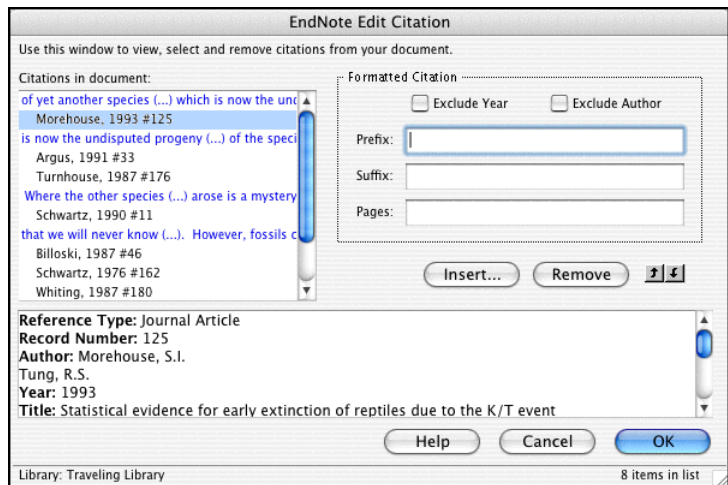 EndNote Edit Citation
Use this window to view, select and remove citations from your document.
Citations in document:
of yet another species (...) which is now the und
Morehouse, 1993 #125
is now the undisputed progeny (...) of the speci
Argus, 1991 #33
Turnhouse, 1987 #176
Where the other species (...) arose is a mystery
Schwartz, 1990 #11
that we will never know (...). However, fossils c
Billoski, 1987 #46
Schwartz, 1976 #162
Whiting, 1987 #180
Formatted Citation
Exclude Year
Exclude Author
Prefix:
Suffix:
Pages:
Insert...
Remove
Reference Type: Journal Article
Record Number: 125
Author: Morehouse, S.I.
Tung, R.S.
Year: 1993
Title: Statistical evidence for early extinction of reptiles due to the K/T event
Help
Cancel
OK
Library: Traveling Library
8 items in list